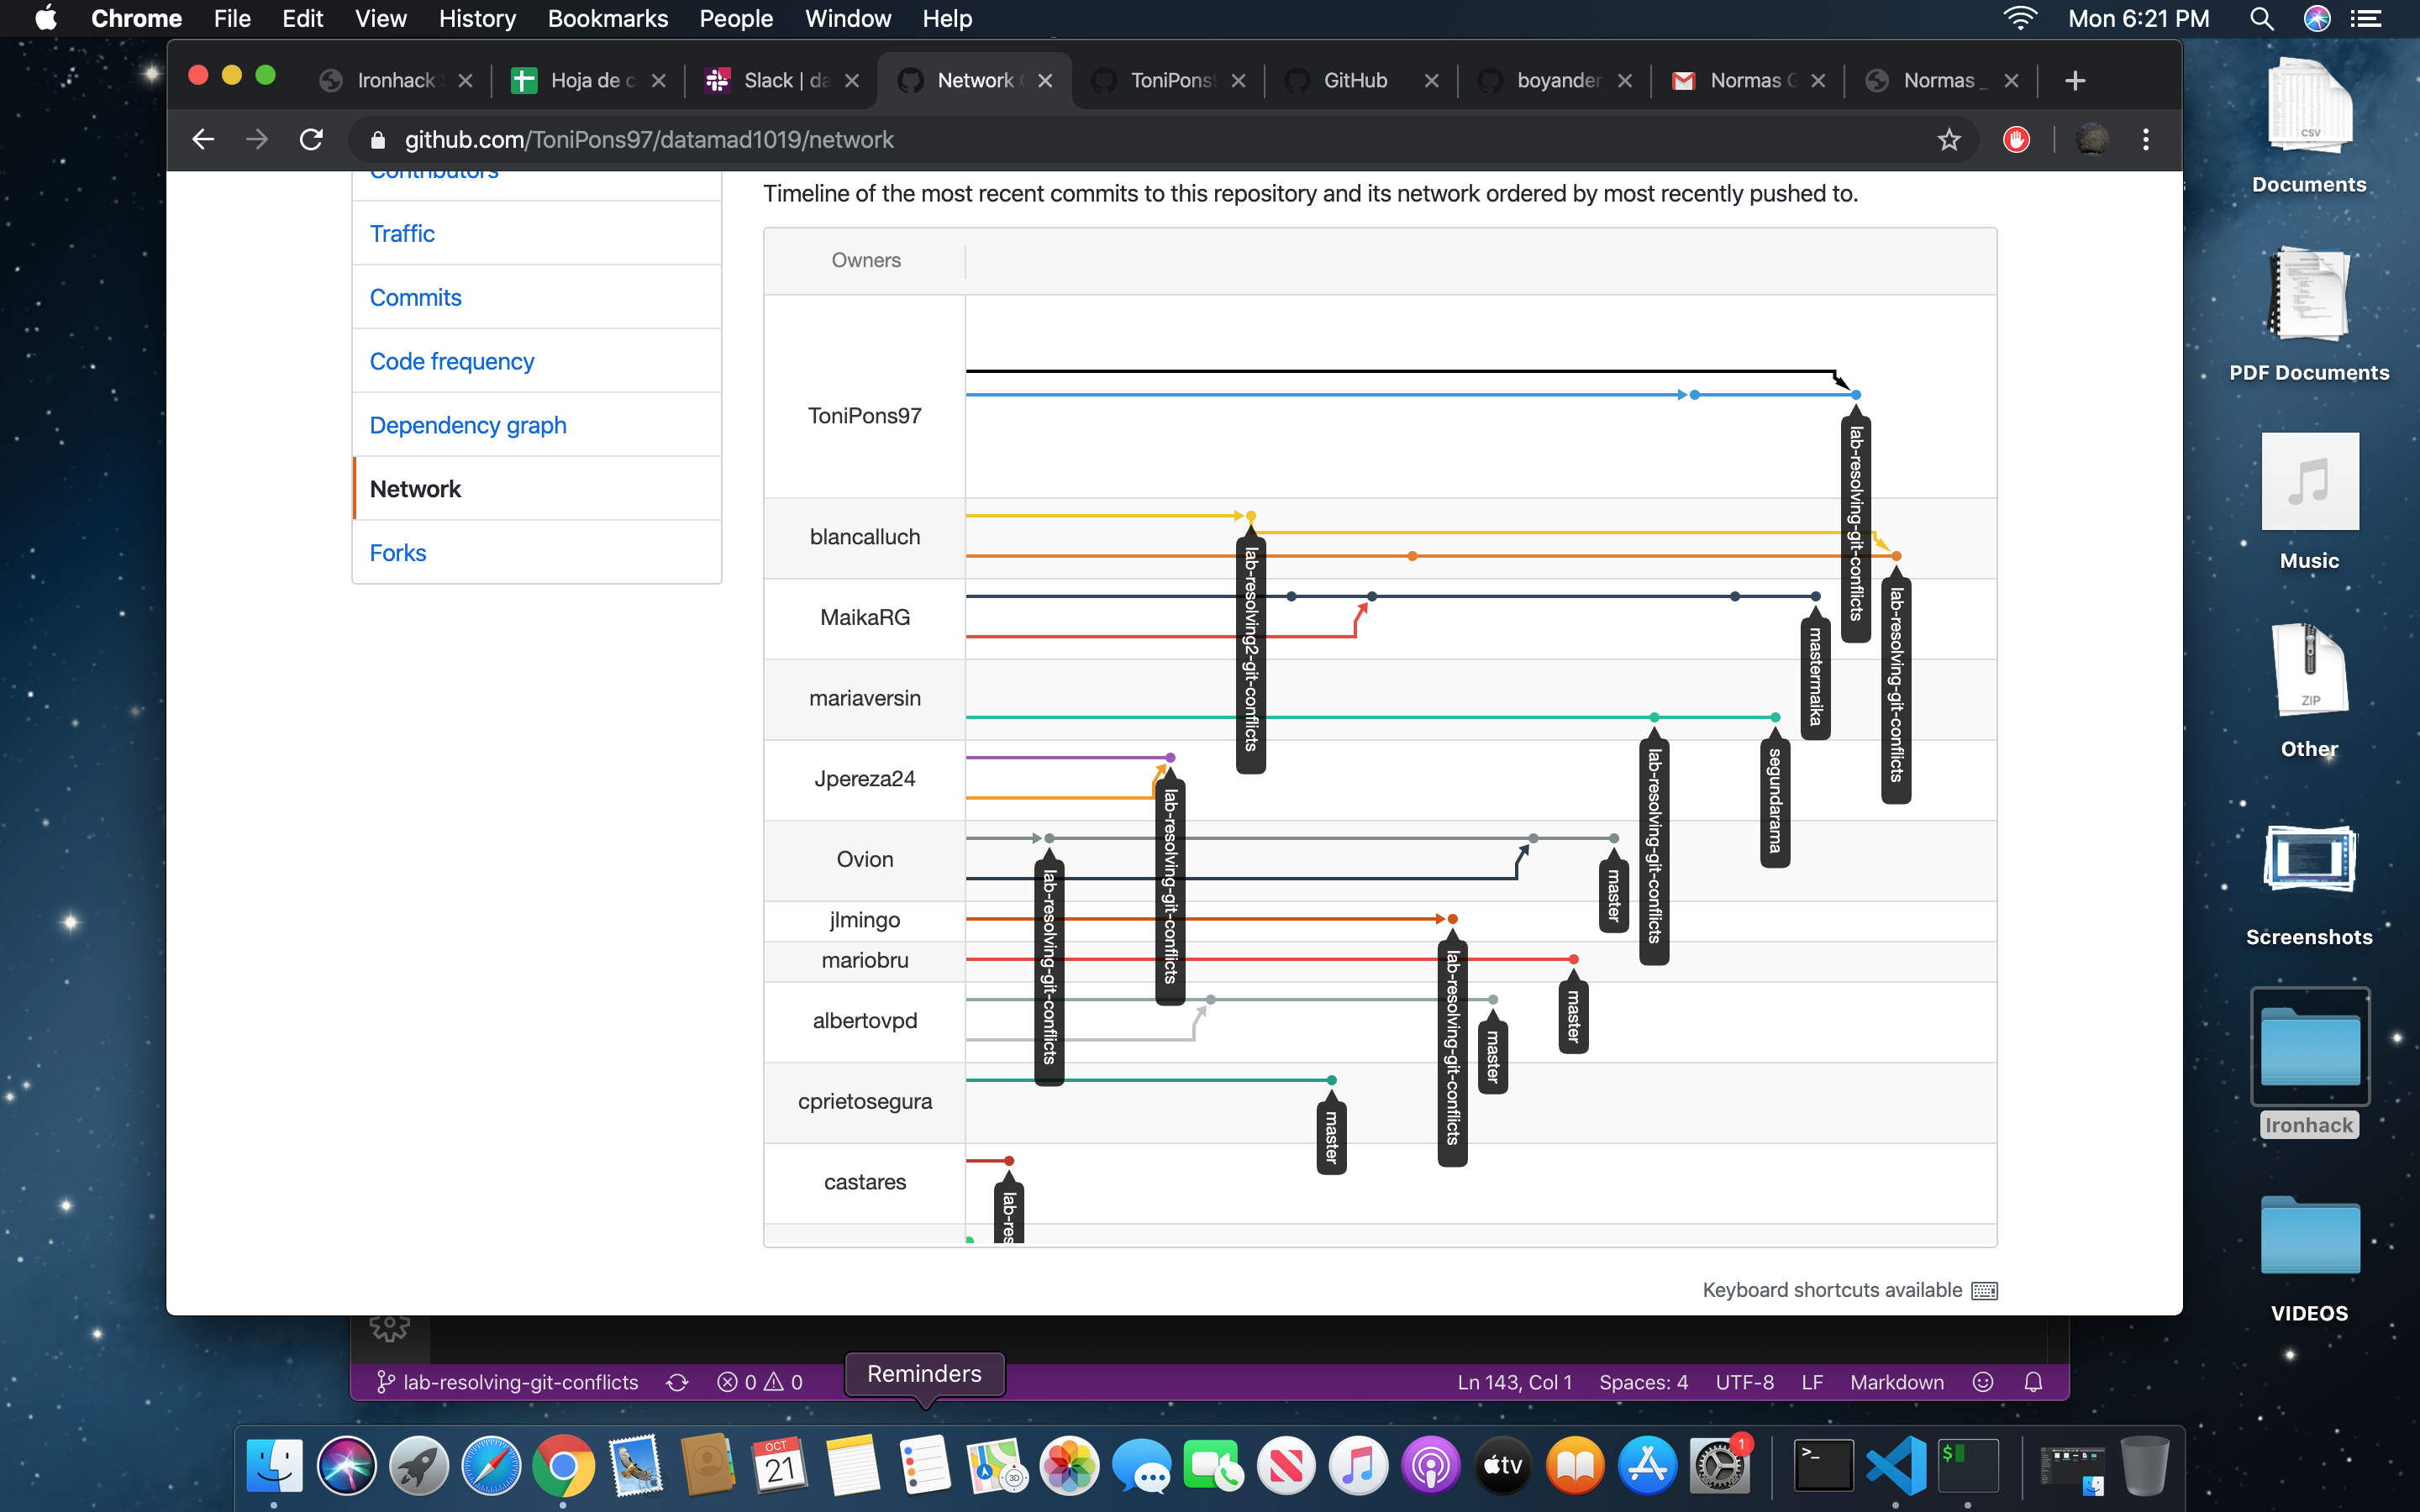 Chrome File Edit View History Bookmarks People Window Help Mon 6:21 PM
Ironhack Hoja de c Slack | da Network ToniPons GitHub boyander Normas G Normas _
github.com/ToniPons97/datamad1019/network
Contributors
Traffic
Commits
Code frequency
Dependency graph
Network
Forks
Timeline of the most recent commits to this repository and its network ordered by most recently pushed to.
Owners
ToniPons97
blancalluch
MaikaRG
mariaversin
Jpereza24
Ovion
jlmingo
mariobru
albertovpd
cprietosegura
castares
lab-resolving-git-conflicts
lab-resolving2-git-conflicts
lab-resolving-git-conflicts
mastermaika
lab-resolving-git-conflicts
segundarama
lab-resolving-git-conflicts
lab-resolving-git-conflicts
master
lab-resolving-git-conflicts
master
master
master
lab-res
Keyboard shortcuts available
CSV
Documents
PDF Documents
Music
ZIP
Other
Screenshots
Ironhack
VIDEOS
lab-resolving-git-conflicts 0 0 Ln 143, Col 1 Spaces: 4 UTF-8 LF Markdown
Reminders
OCT
21
3D
tv
1
>_
$